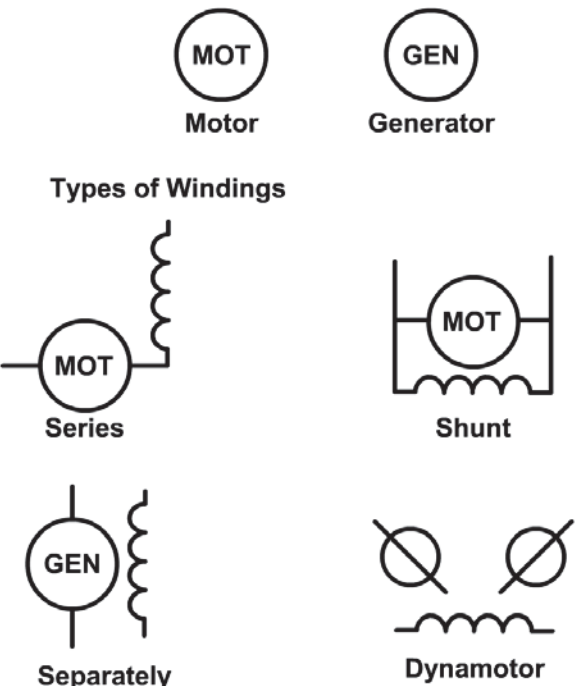 MOT GEN
Motor Generator
Types of Windings
MOT MOT
Series Shunt
GEN
Separately Dynamotor